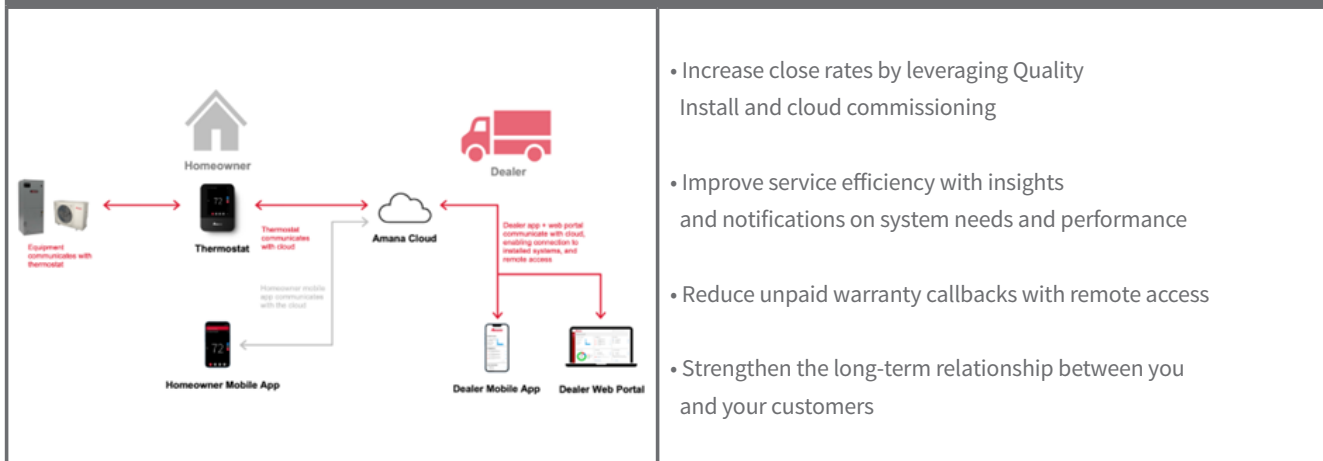 Homeowner
Dealer
72
Equipment
communicates with
thermostat
Thermostat
Thermostat
communicates
with cloud
Amana Cloud
Dealer app + web portal
communicate with cloud,
enabling connection to
installed systems, and
remote access
Homeowner mobile
app communicates
with the cloud
72
Homeowner Mobile App
Dealer Mobile App
Dealer Web Portal
• Increase close rates by leveraging Quality
Install and cloud commissioning
• Improve service efficiency with insights
and notifications on system needs and performance
• Reduce unpaid warranty callbacks with remote access
• Strengthen the long-term relationship between you
and your customers